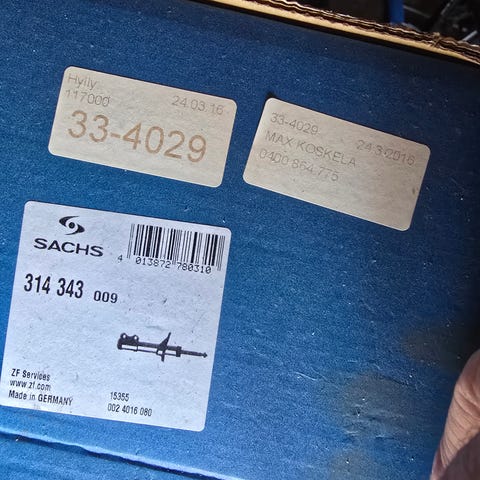 Hylly
117000 24.03.16
33-4029
33-4029 24.3.2016
MAX KOSKELA
0400 864 775
SACHS
4 013872 780310
314 343 009
ZF Services
www.zf.com
Made in GERMANY
15355
002 4016 080